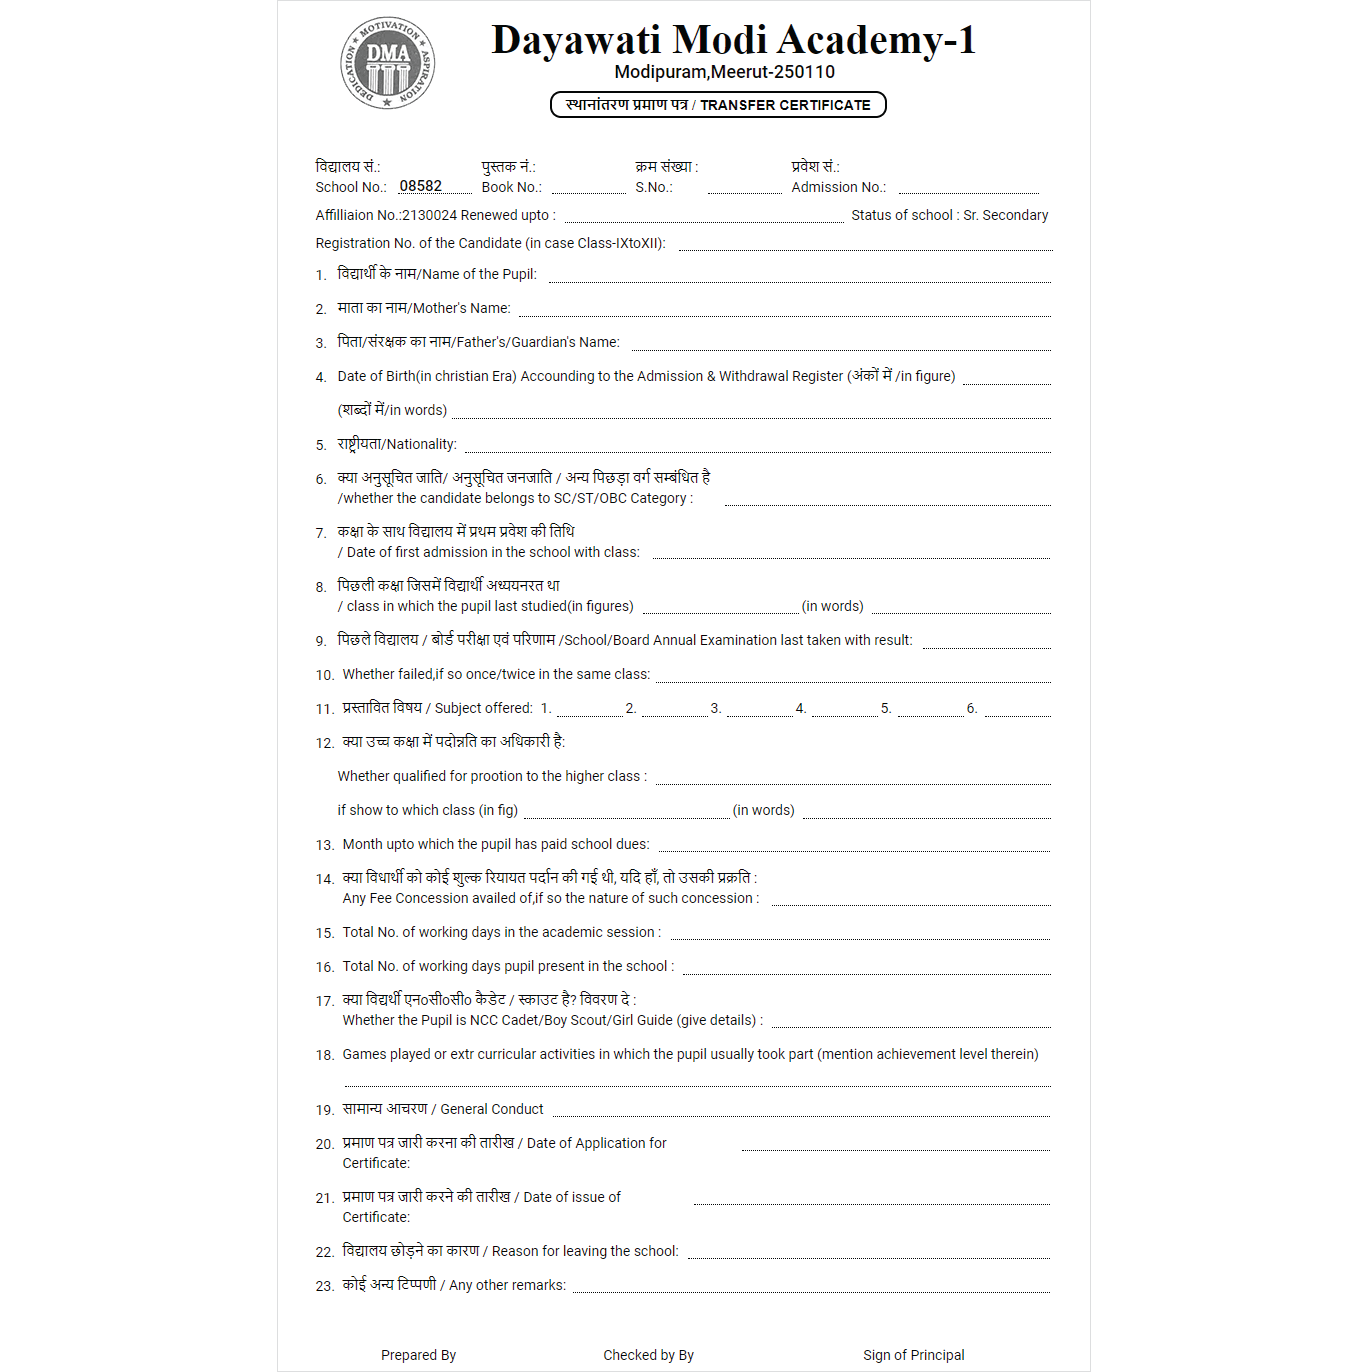 MOTIVATION ★ ASPIRATION ★ DEDICATION ★
DMA
Dayawati Modi Academy-1
Modipuram,Meerut-250110
स्थानांतरण प्रमाण पत्र / TRANSFER CERTIFICATE
विद्यालय सं.: पुस्तक नं.: क्रम संख्या : प्रवेश सं.:
School No.: 08582 Book No.: S.No.: Admission No.:
Affilliaion No.:2130024 Renewed upto : Status of school : Sr. Secondary
Registration No. of the Candidate (in case Class-IXtoXII):
1. विद्यार्थी के नाम/Name of the Pupil:
2. माता का नाम/Mother's Name:
3. पिता/संरक्षक का नाम/Father's/Guardian's Name:
4. Date of Birth(in christian Era) Accounding to the Admission & Withdrawal Register (अंकों में /in figure)
(शब्दों में/in words)
5. राष्ट्रीयता/Nationality:
6. क्या अनुसूचित जाति/ अनुसूचित जनजाति / अन्य पिछड़ा वर्ग सम्बंधित है
/whether the candidate belongs to SC/ST/OBC Category :
7. कक्षा के साथ विद्यालय में प्रथम प्रवेश की तिथि
/ Date of first admission in the school with class:
8. पिछली कक्षा जिसमें विद्यार्थी अध्ययनरत था
/ class in which the pupil last studied(in figures) (in words)
9. पिछले विद्यालय / बोर्ड परीक्षा एवं परिणाम /School/Board Annual Examination last taken with result:
10. Whether failed,if so once/twice in the same class:
11. प्रस्तावित विषय / Subject offered: 1. 2. 3. 4. 5. 6.
12. क्या उच्च कक्षा में पदोन्नति का अधिकारी है:
Whether qualified for prootion to the higher class :
if show to which class (in fig) (in words)
13. Month upto which the pupil has paid school dues:
14. क्या विधार्थी को कोई शुल्क रियायत पर्दान की गई थी, यदि हाँ, तो उसकी प्रक्रति :
Any Fee Concession availed of,if so the nature of such concession :
15. Total No. of working days in the academic session :
16. Total No. of working days pupil present in the school :
17. क्या विद्यर्थी एन०सी०सी० कैडेट / स्काउट है? विवरण दे :
Whether the Pupil is NCC Cadet/Boy Scout/Girl Guide (give details) :
18. Games played or extr curricular activities in which the pupil usually took part (mention achievement level therein)
19. सामान्य आचरण / General Conduct
20. प्रमाण पत्र जारी करना की तारीख / Date of Application for
Certificate:
21. प्रमाण पत्र जारी करने की तारीख / Date of issue of
Certificate:
22. विद्यालय छोड़ने का कारण / Reason for leaving the school:
23. कोई अन्य टिप्पणी / Any other remarks:
Prepared By Checked by By Sign of Principal